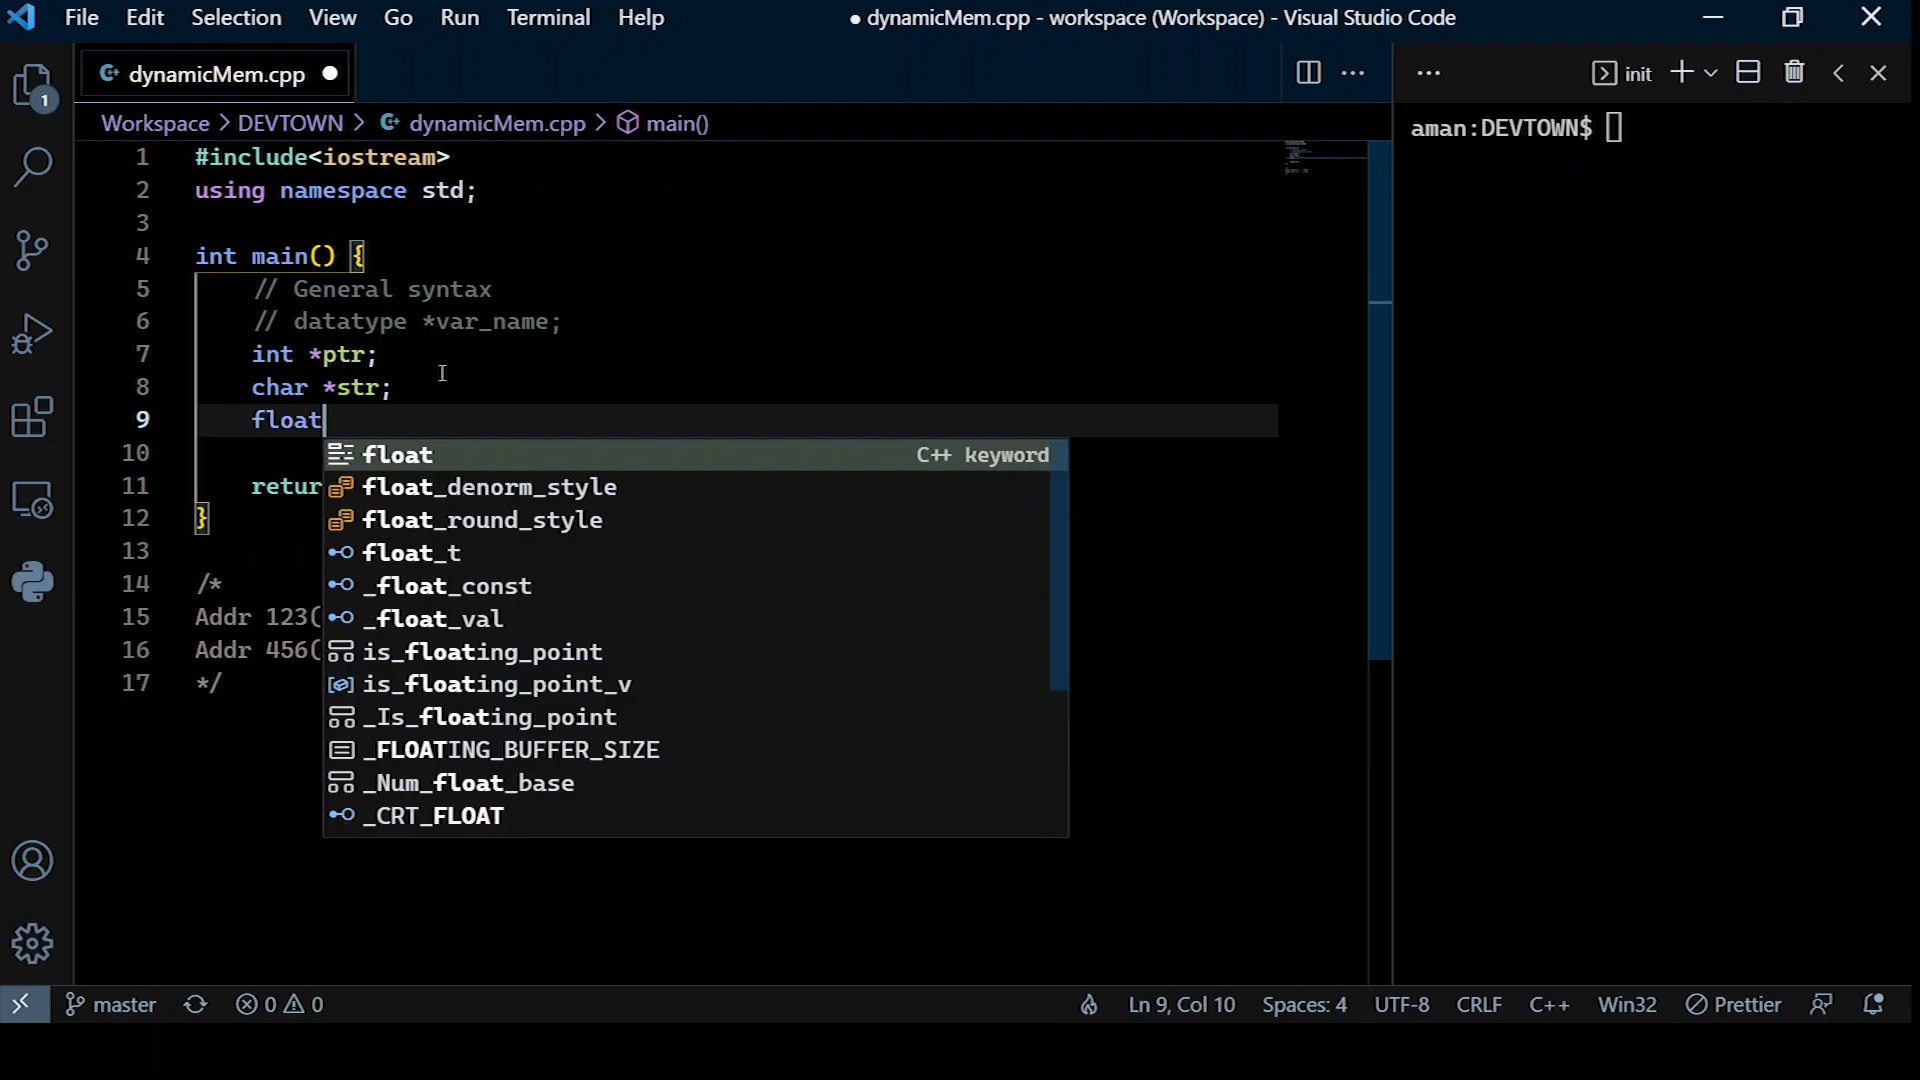 File Edit Selection View Go Run Terminal Help
● dynamicMem.cpp - workspace (Workspace) - Visual Studio Code
dynamicMem.cpp
init
1
Workspace > DEVTOWN > dynamicMem.cpp > main()
aman:DEVTOWN$
1 #include<iostream>
2 using namespace std;
3
4 int main() {
5 // General syntax
6 // datatype *var_name;
7 int *ptr;
8 char *str;
9 float
10
11 retur
12 }
13
14 /*
15 Addr 123(
16 Addr 456(
17 */
float C++ keyword
float_denorm_style
float_round_style
float_t
_float_const
_float_val
is_floating_point
is_floating_point_v
_Is_floating_point
_FLOATING_BUFFER_SIZE
_Num_float_base
_CRT_FLOAT
master 0 0 Ln 9, Col 10 Spaces: 4 UTF-8 CRLF C++ Win32 Prettier